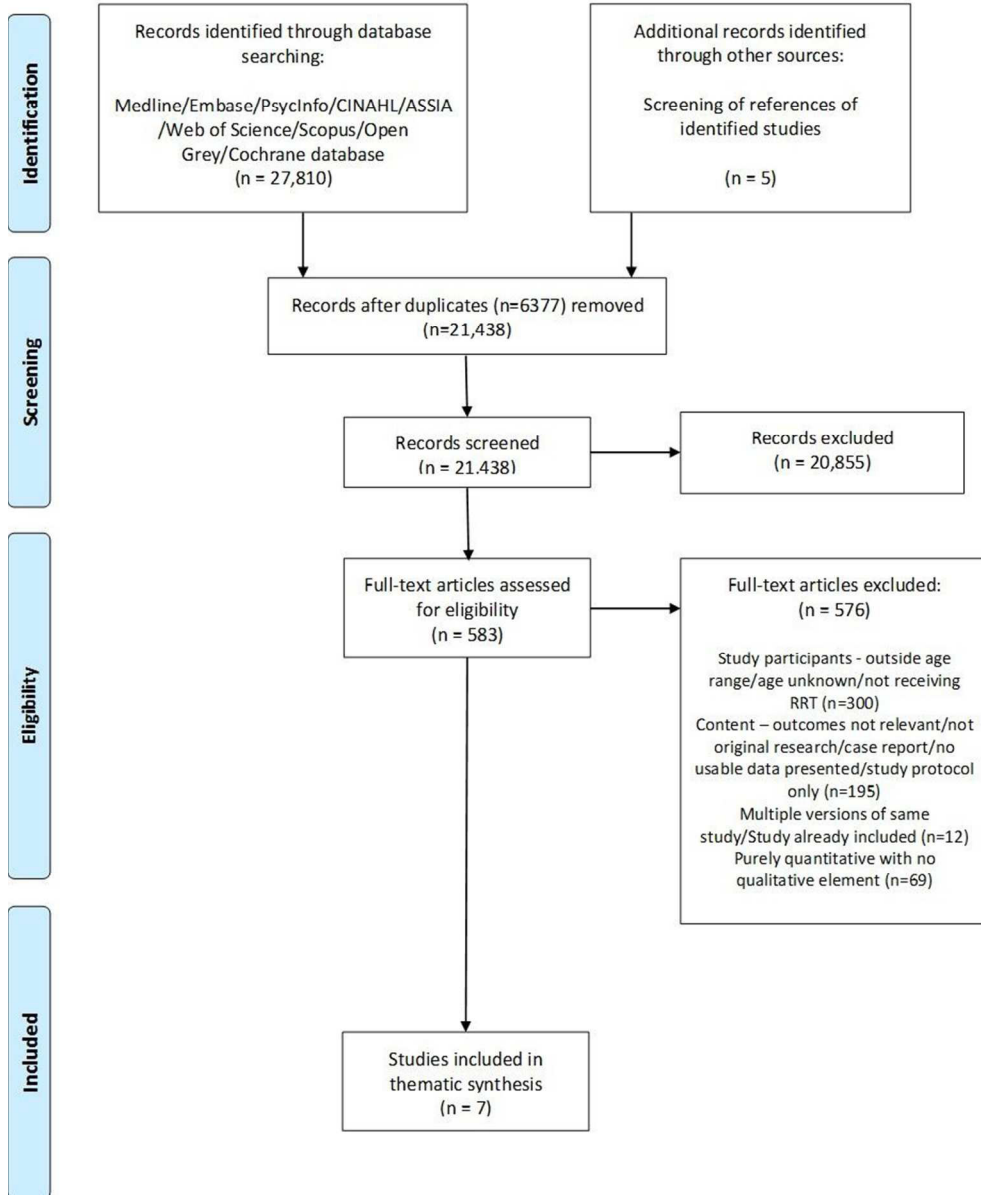 Identification
Records identified through database
searching:
Medline/Embase/PsycInfo/CINAHL/ASSIA
/Web of Science/Scopus/Open
Grey/Cochrane database
(n = 27,810)
Additional records identified
through other sources:
Screening of references of
identified studies
(n = 5)
Screening
Records after duplicates (n=6377) removed
(n=21,438)
Records screened
(n = 21.438)
Records excluded
(n = 20,855)
Eligibility
Full-text articles assessed
for eligibility
(n = 583)
Full-text articles excluded:
(n = 576)
Study participants - outside age
range/age unknown/not receiving
RRT (n=300)
Content – outcomes not relevant/not
original research/case report/no
usable data presented/study protocol
only (n=195)
Multiple versions of same
study/Study already included (n=12)
Purely quantitative with no
qualitative element (n=69)
Included
Studies included in
thematic synthesis
(n = 7)